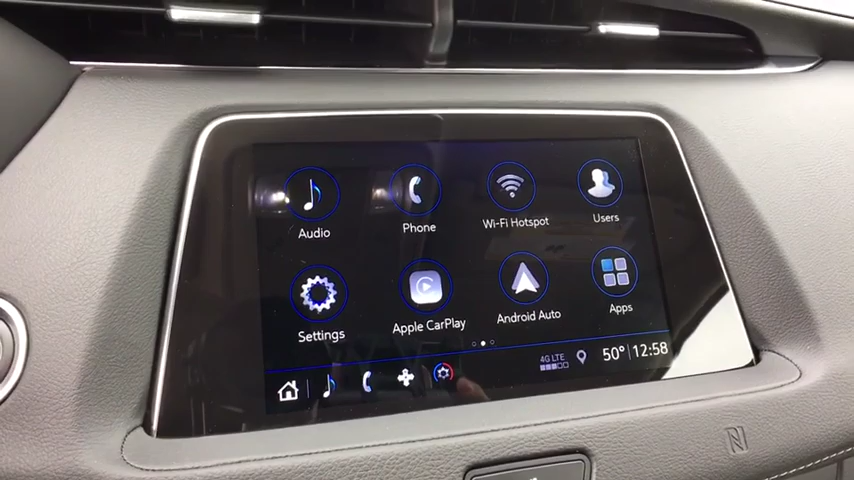 Audio
Phone
Wi-Fi Hotspot
Users
Settings
Apple CarPlay
Android Auto
Apps
4G LTE
50° 12:58